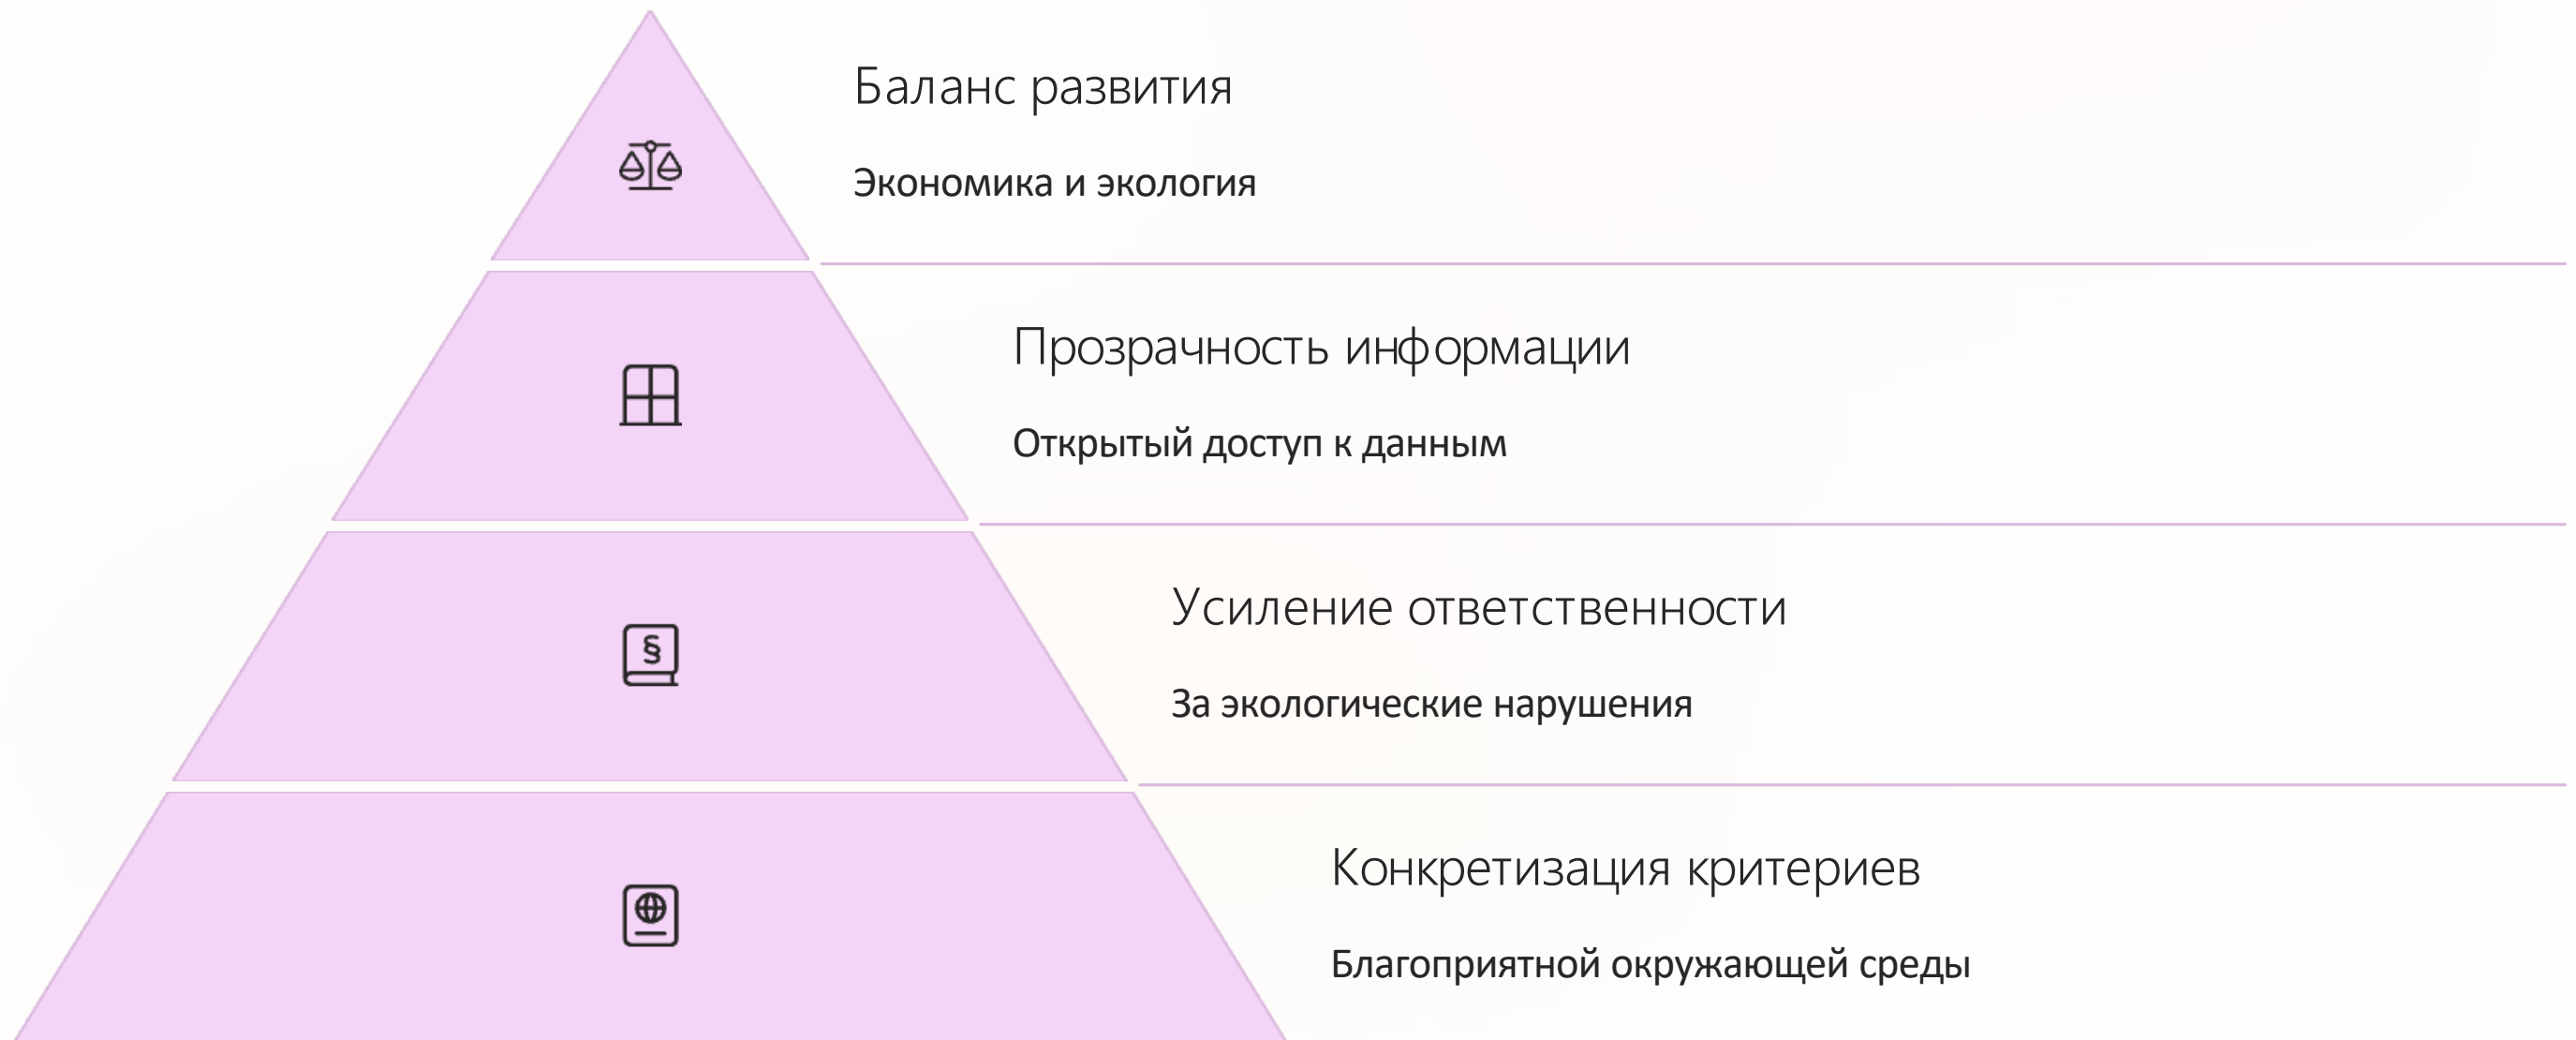 Баланс развития
Экономика и экология
Прозрачность информации
Открытый доступ к данным
§
Усиление ответственности
За экологические нарушения
Конкретизация критериев
Благоприятной окружающей среды